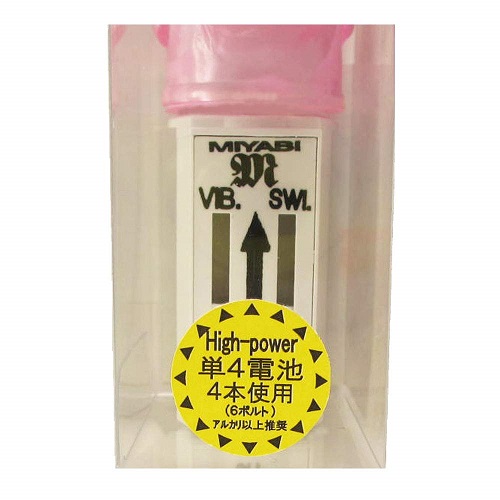 MIYABI
M
VIB. SWI.
High-power
単4電池
4本使用
(6ボルト)
アルカリ以上推奨